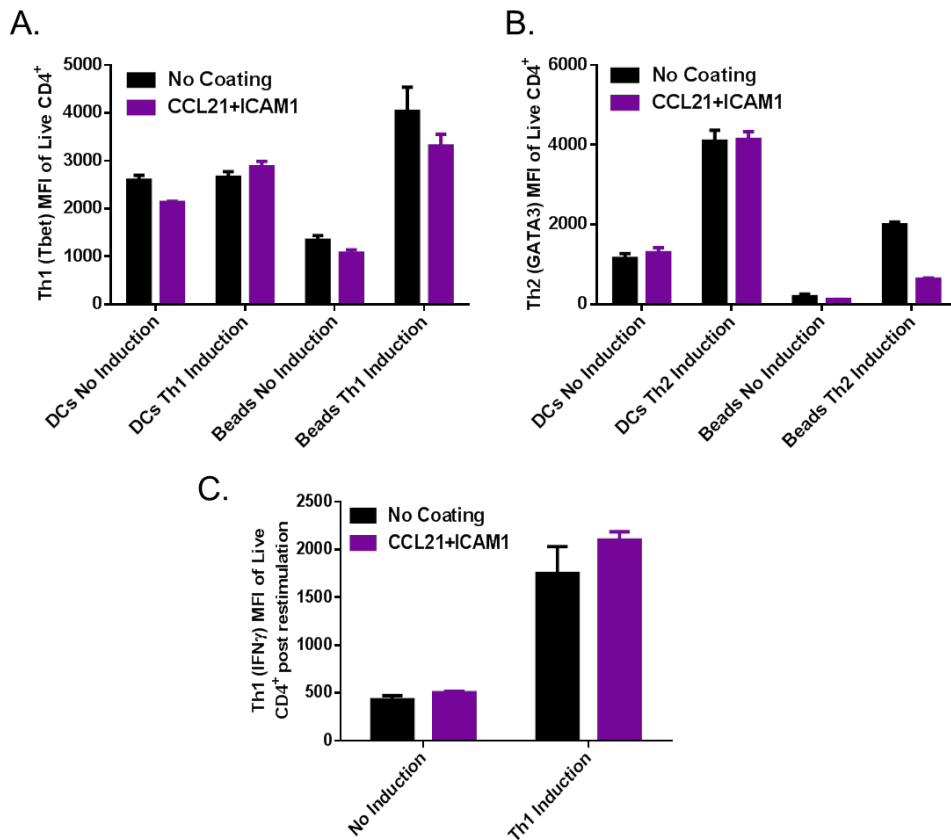 A.
Th1 (Tbet) MFI of Live CD4+
5000
4000
3000
2000
1000
0
No Coating
CCL21+ICAM1
DCs No Induction
DCs Th1 Induction
Beads No Induction
Beads Th1 Induction
B.
Th2 (GATA3) MFI of Live CD4+
6000
4000
2000
0
No Coating
CCL21+ICAM1
DCs No Induction
DCs Th2 Induction
Beads No Induction
Beads Th2 Induction
C.
Th1 (IFNγ) MFI of Live
CD4+ post restimulation
2500
2000
1500
1000
500
0
No Coating
CCL21+ICAM1
No Induction
Th1 Induction